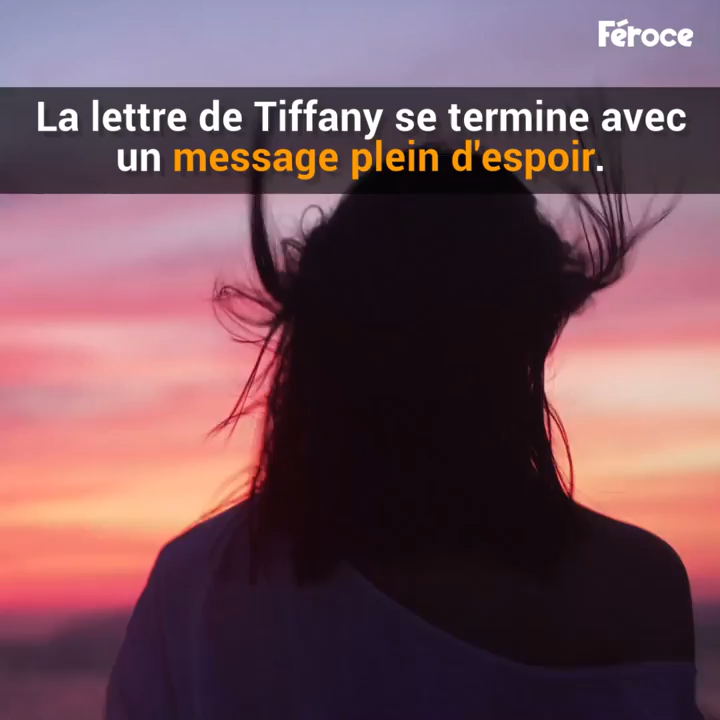 Féroce
La lettre de Tiffany se termine avec
un message plein d'espoir.